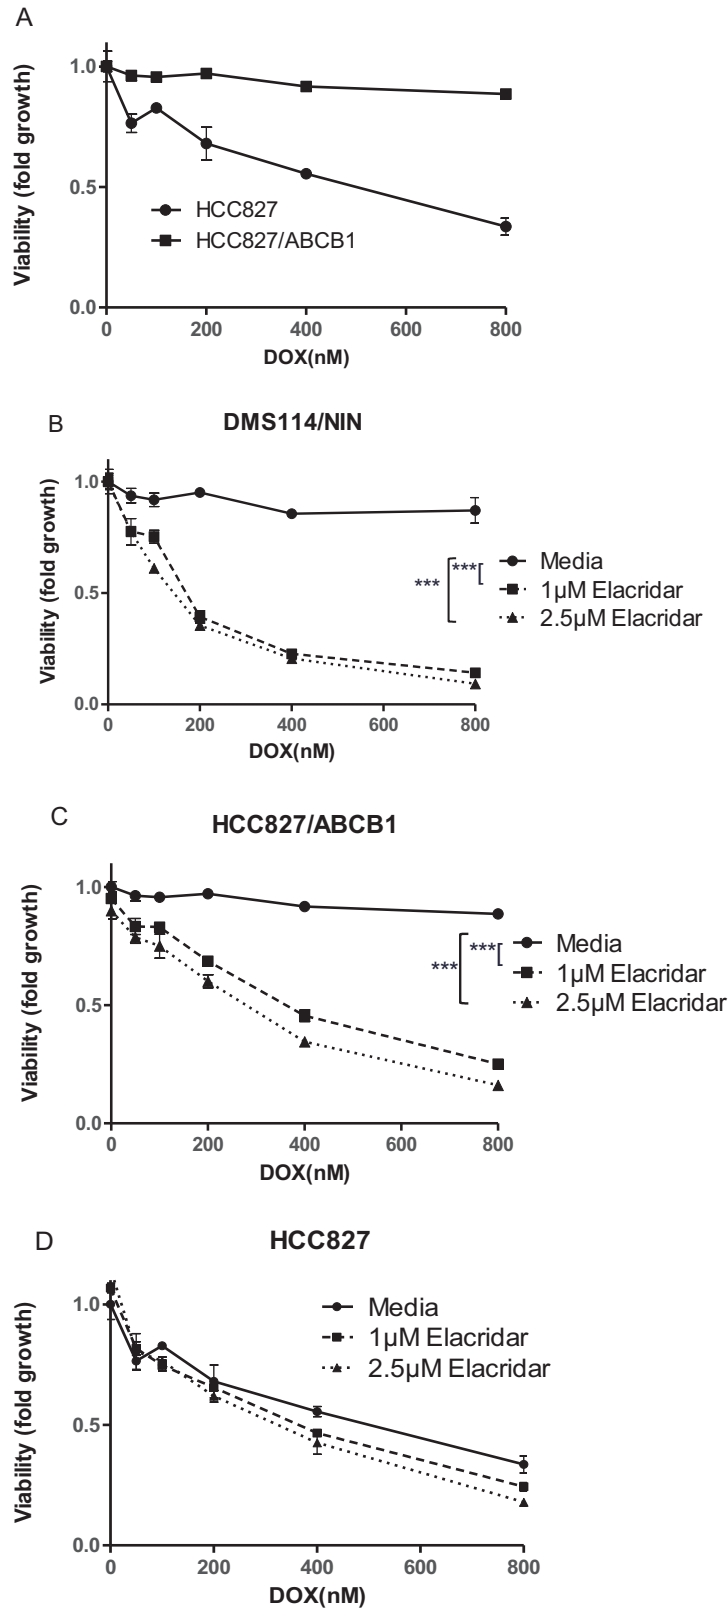 A
Viability (fold growth)
1.0
0.5
0.0
HCC827
HCC827/ABCB1
0 200 400 600 800
DOX(nM)
B
DMS114/NIN
Viability (fold growth)
1.0
0.5
0.0
Media
1µM Elacridar
2.5µM Elacridar
***
***
0 200 400 600 800
DOX(nM)
C
HCC827/ABCB1
Viability (fold growth)
1.0
0.5
0.0
Media
1µM Elacridar
2.5µM Elacridar
***
***
0 200 400 600 800
DOX(nM)
D
HCC827
Viability (fold growth)
1.0
0.5
0.0
Media
1µM Elacridar
2.5µM Elacridar
0 200 400 600 800
DOX(nM)